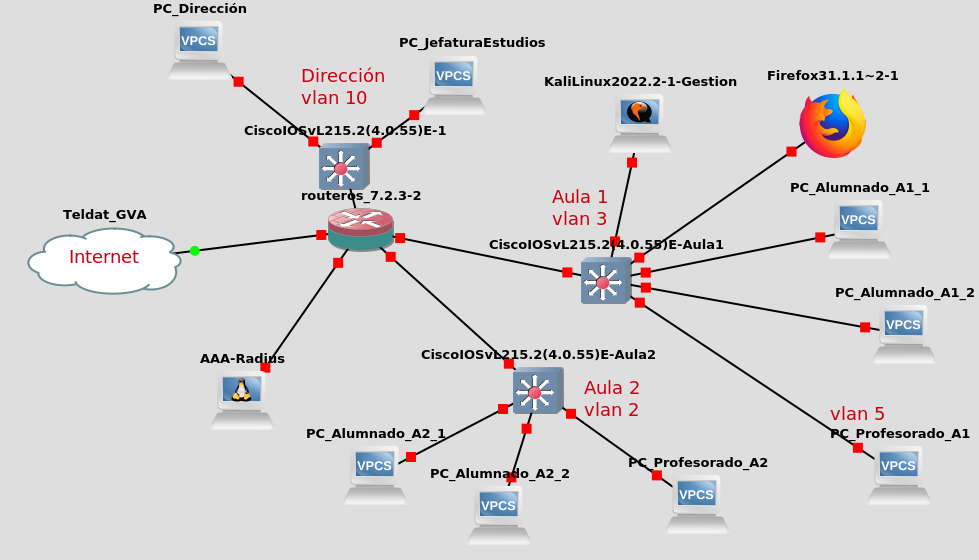 PC_Dirección
VPCS
PC_JefaturaEstudios
VPCS
Dirección
vlan 10
KaliLinux2022.2-1-Gestion
Firefox31.1.1~2-1
CiscoIOSvL215.2(4.0.55)E-1
routeros_7.2.3-2
Aula 1
vlan 3
PC_Alumnado_A1_1
VPCS
Teldat_GVA
Internet
CiscoIOSvL215.2(4.0.55)E-Aula1
PC_Alumnado_A1_2
VPCS
AAA-Radius
CiscoIOSvL215.2(4.0.55)E-Aula2
Aula 2
vlan 2
vlan 5
PC_Profesorado_A1
VPCS
PC_Alumnado_A2_1
VPCS
PC_Alumnado_A2_2
VPCS
PC_Profesorado_A2
VPCS